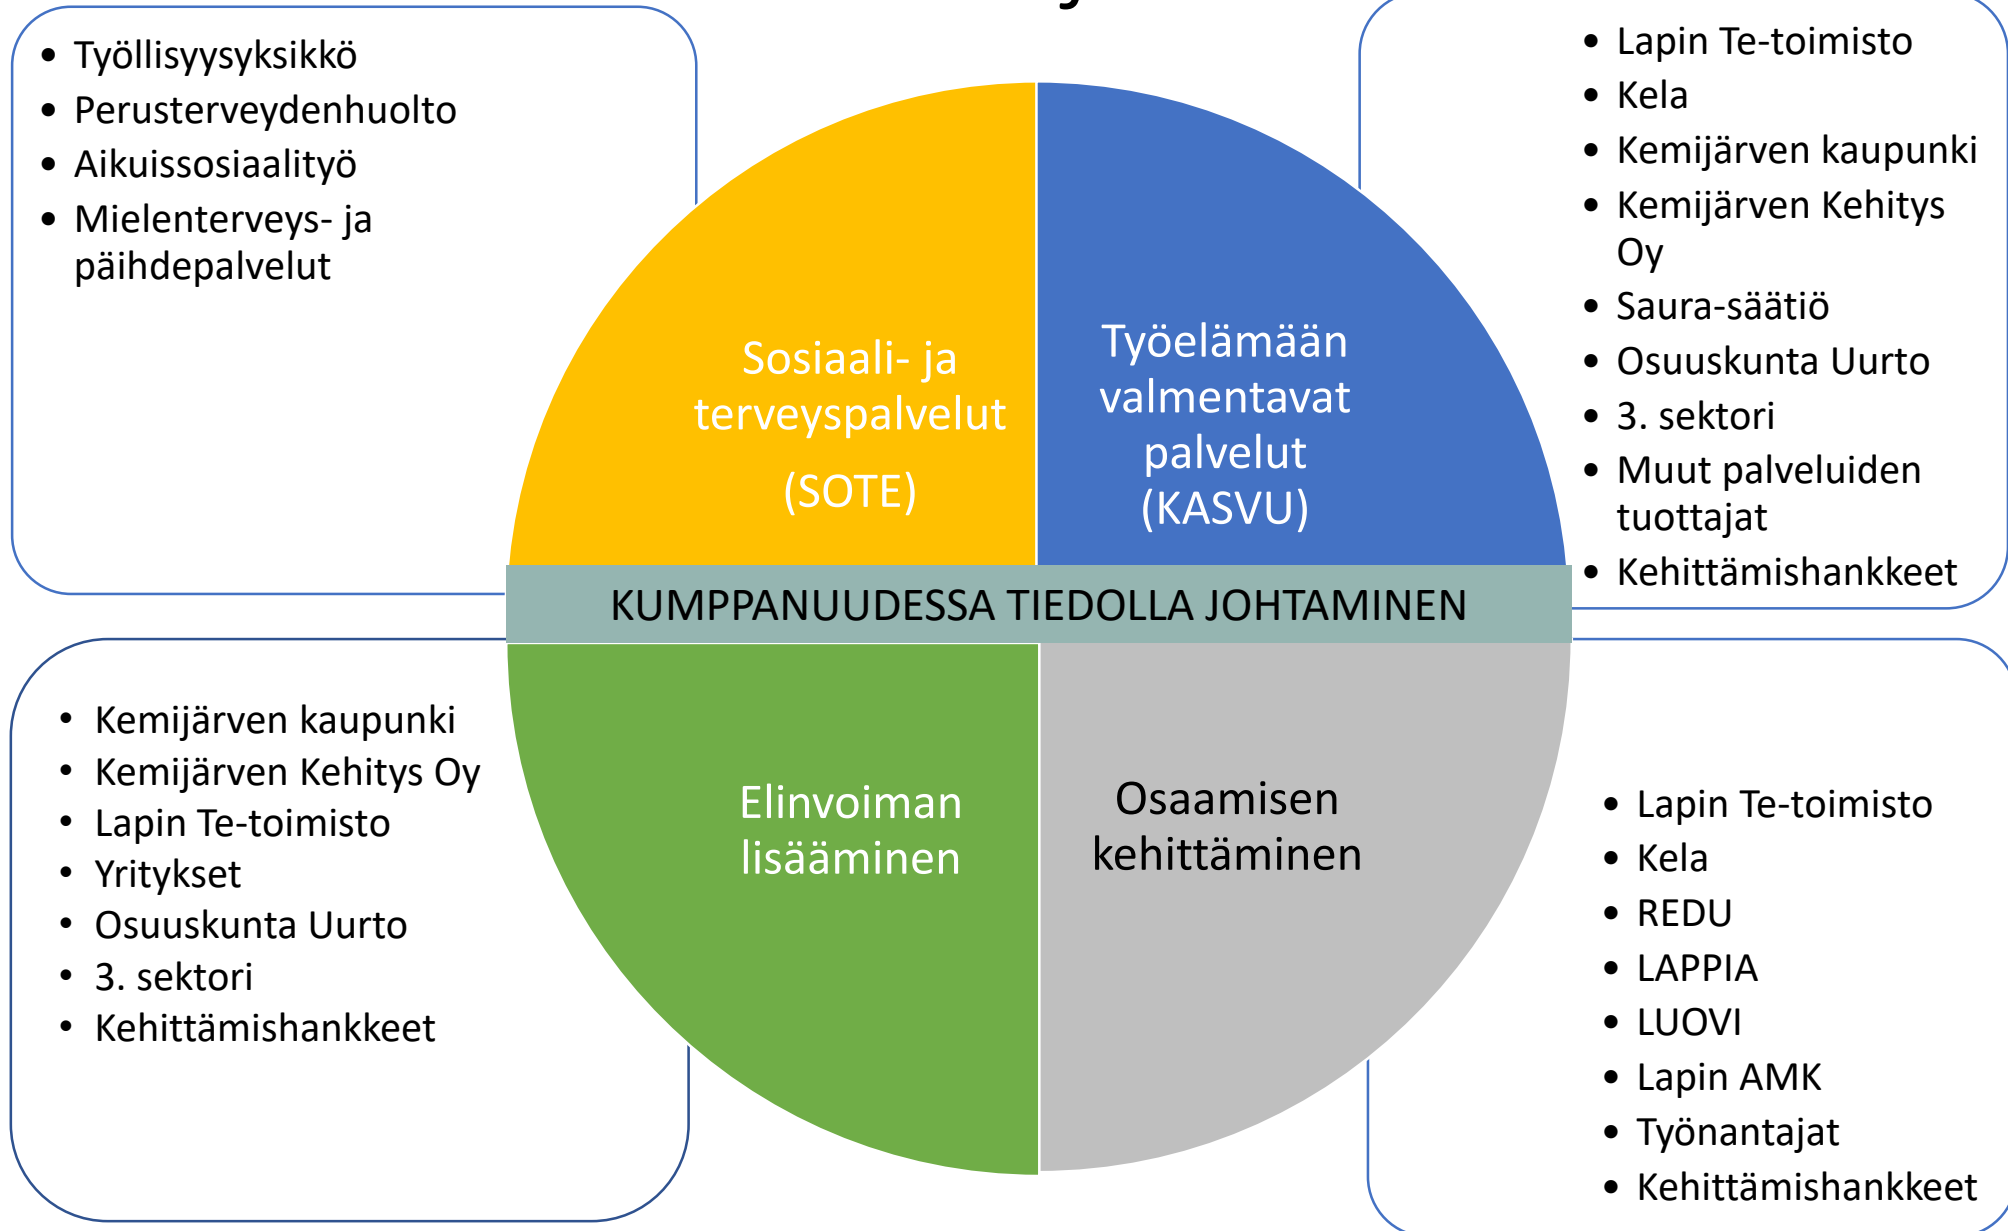 • Työllisyysyksikkö
• Perusterveydenhuolto
• Aikuissosiaalityö
• Mielenterveys- ja
päihdepalvelut
Sosiaali- ja
terveyspalvelut
(SOTE)
Työelämään
valmentavat
palvelut
(KASVU)
• Lapin Te-toimisto
• Kela
• Kemijärven kaupunki
• Kemijärven Kehitys
Oy
• Saura-säätiö
• Osuuskunta Uurto
• 3. sektori
• Muut palveluiden
tuottajat
• Kehittämishankkeet
KUMPPANUUDESSA TIEDOLLA JOHTAMINEN
• Kemijärven kaupunki
• Kemijärven Kehitys Oy
• Lapin Te-toimisto
• Yritykset
• Osuuskunta Uurto
• 3. sektori
• Kehittämishankkeet
Elinvoiman
lisääminen
Osaamisen
kehittäminen
• Lapin Te-toimisto
• Kela
• REDU
• LAPPIA
• LUOVI
• Lapin AMK
• Työnantajat
• Kehittämishankkeet